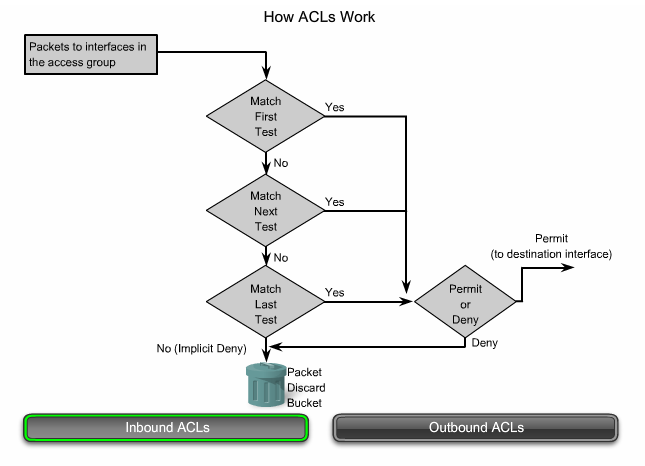 How ACLs Work
Packets to interfaces in
the access group
Match
First
Test
Yes
No
Match
Next
Test
Yes
No
Match
Last
Test
Yes
Permit
or
Deny
Permit
(to destination interface)
Deny
No (Implicit Deny)
Packet
Discard
Bucket
Inbound ACLs
Outbound ACLs